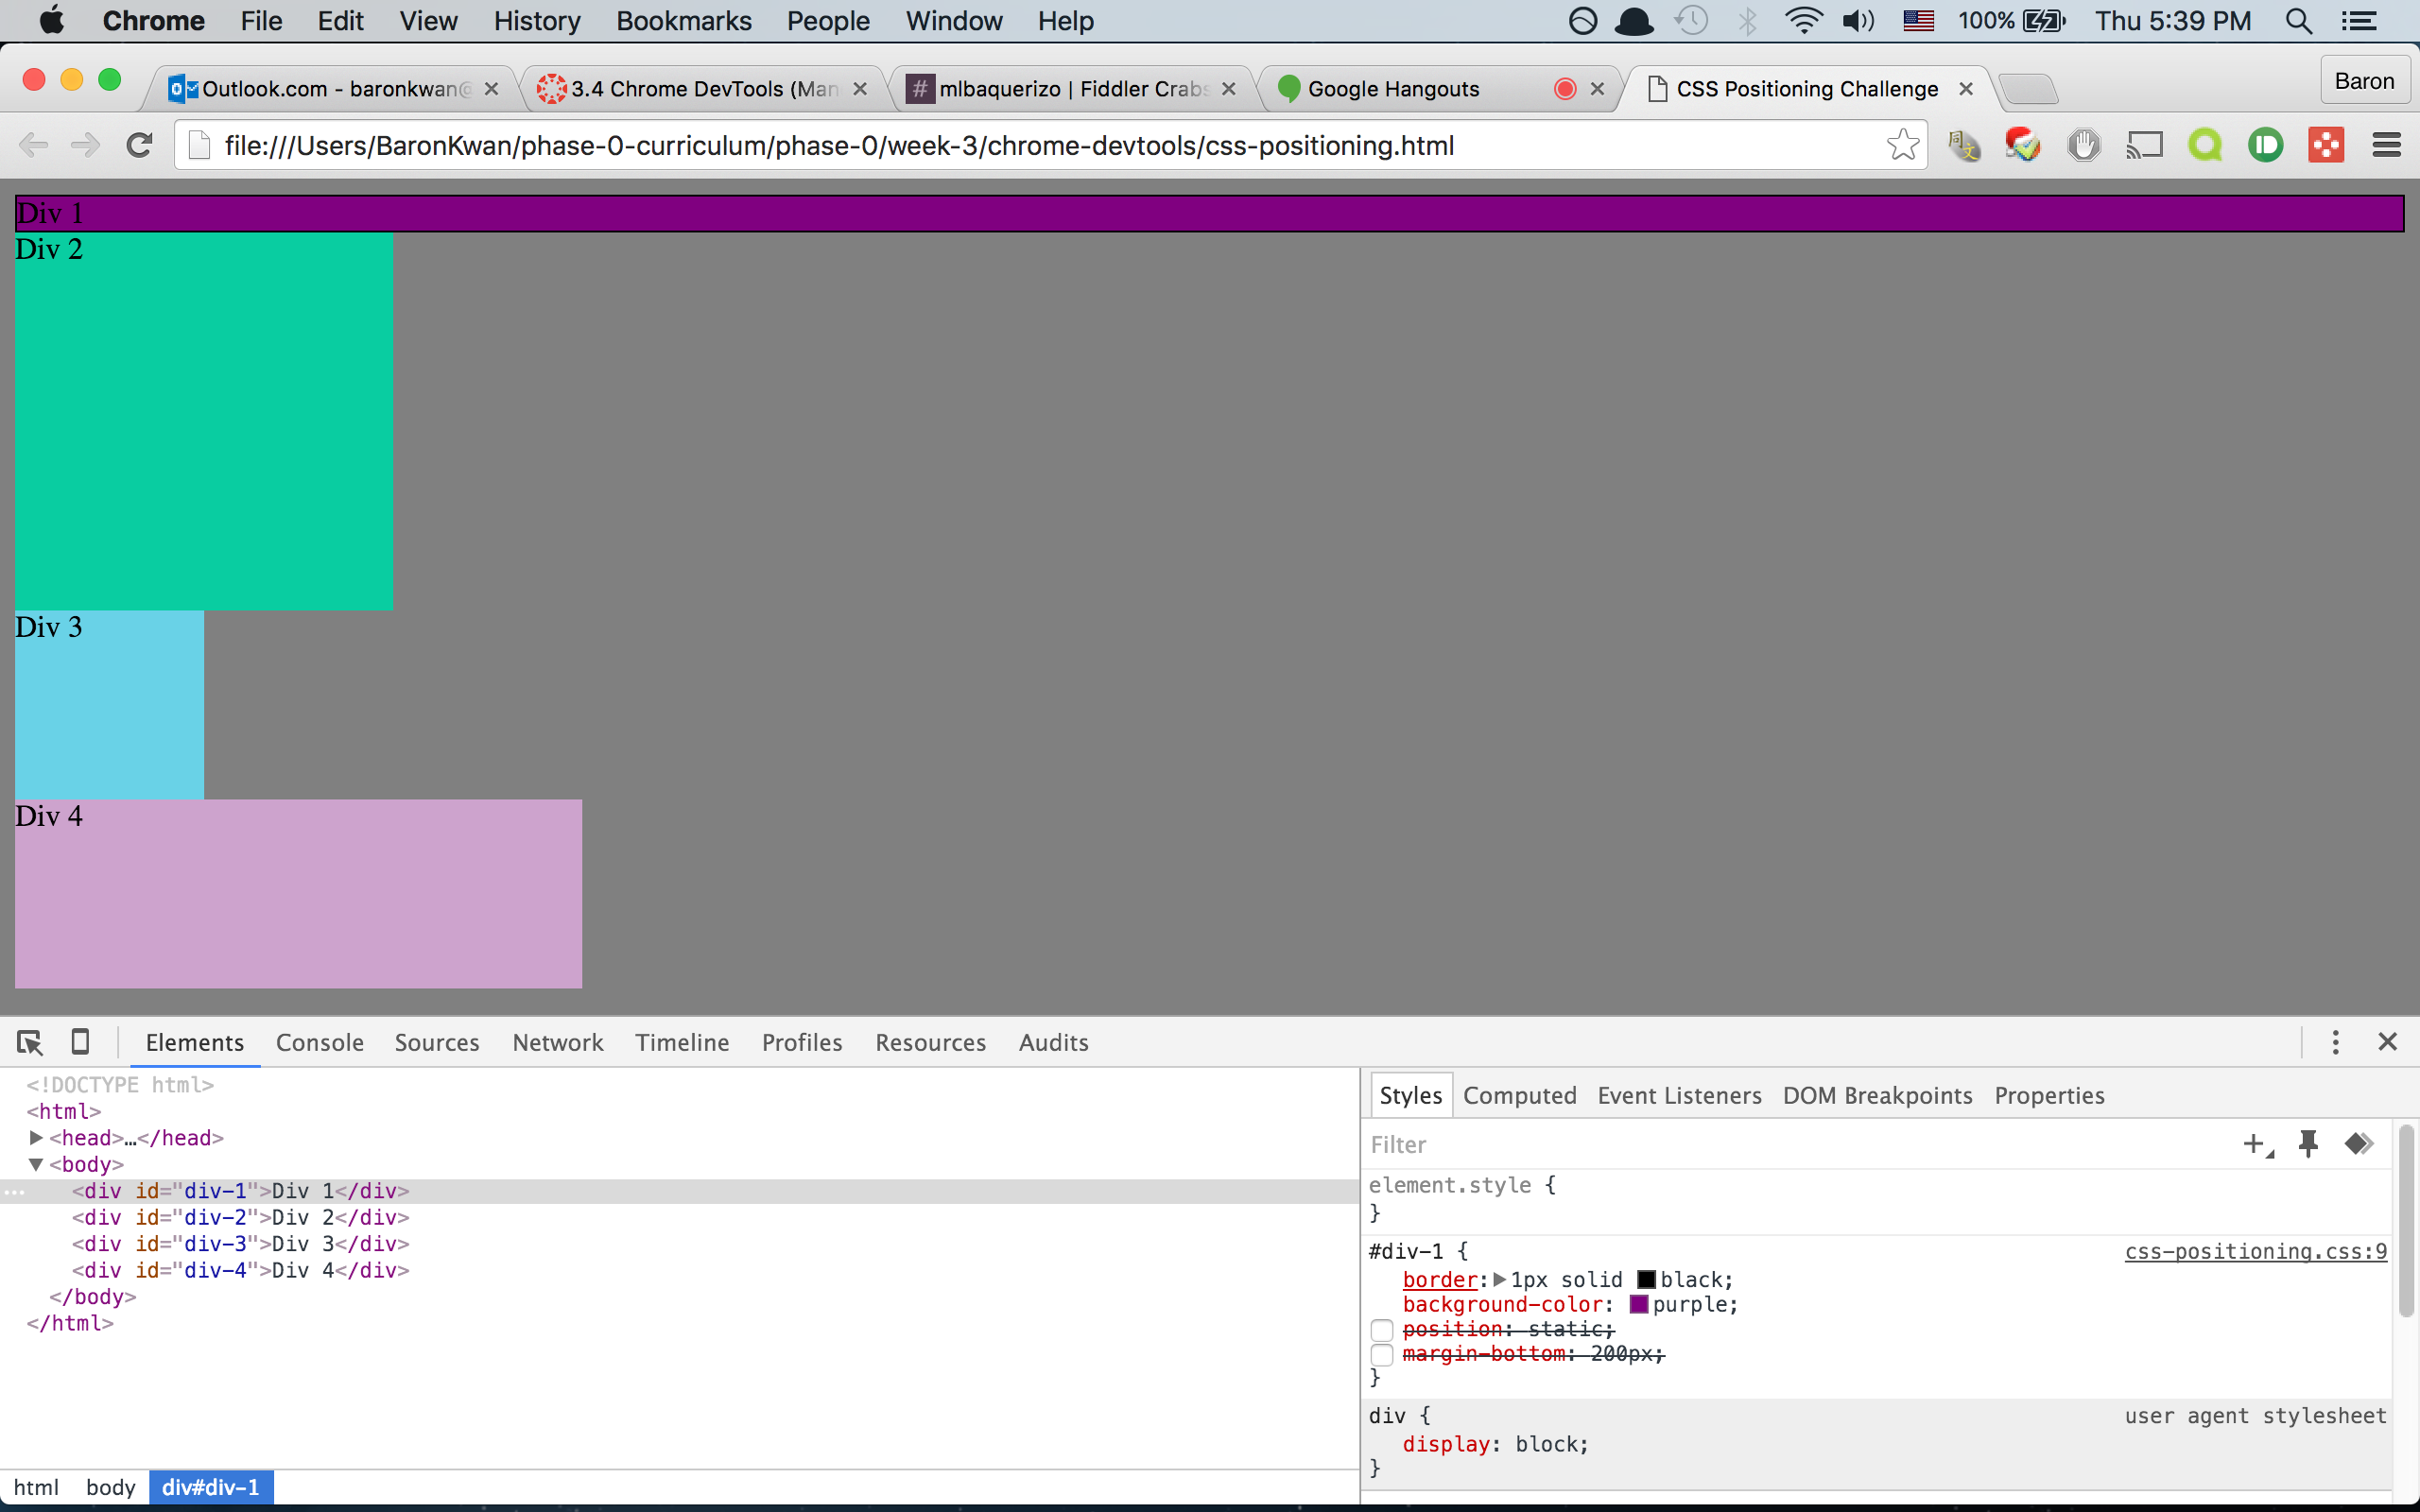 Chrome File Edit View History Bookmarks People Window Help 100% Thu 5:39 PM
Outlook.com - baronkwan@ 3.4 Chrome DevTools (Man mlbaquerizo | Fiddler Crabs Google Hangouts CSS Positioning Challenge Baron
file:///Users/BaronKwan/phase-0-curriculum/phase-0/week-3/chrome-devtools/css-positioning.html
Div 1
Div 2
Div 3
Div 4
Elements Console Sources Network Timeline Profiles Resources Audits
<!DOCTYPE html>
<html>
<head>…</head>
<body>
<div id="div-1">Div 1</div>
<div id="div-2">Div 2</div>
<div id="div-3">Div 3</div>
<div id="div-4">Div 4</div>
</body>
</html>
html body div#div-1
Styles Computed Event Listeners DOM Breakpoints Properties
Filter
element.style {
}
#div-1 { css-positioning.css:9
border: 1px solid black;
background-color: purple;
position: static;
margin-bottom: 200px;
}
div { user agent stylesheet
display: block;
}